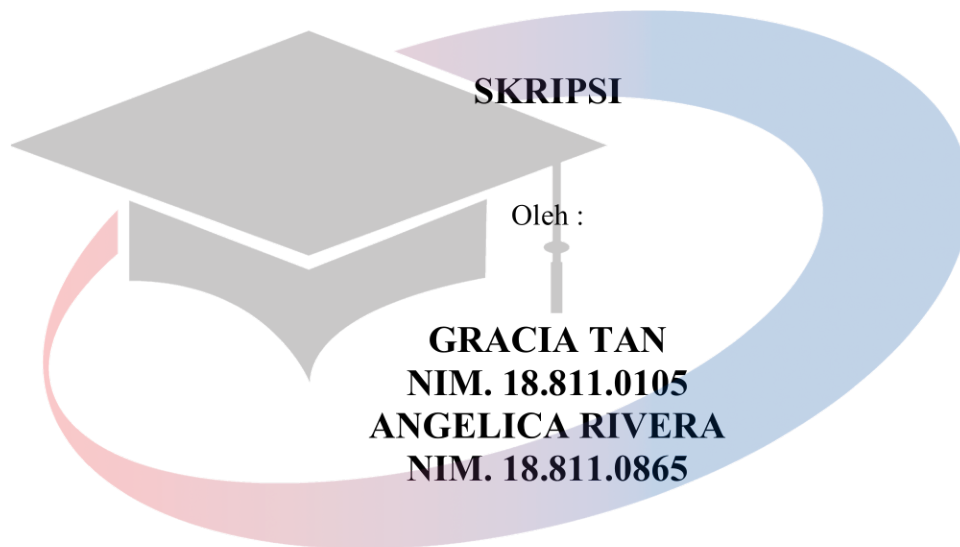 SKRIPSI
Oleh :
GRACIA TAN
NIM. 18.811.0105
ANGELICA RIVERA
NIM. 18.811.0865